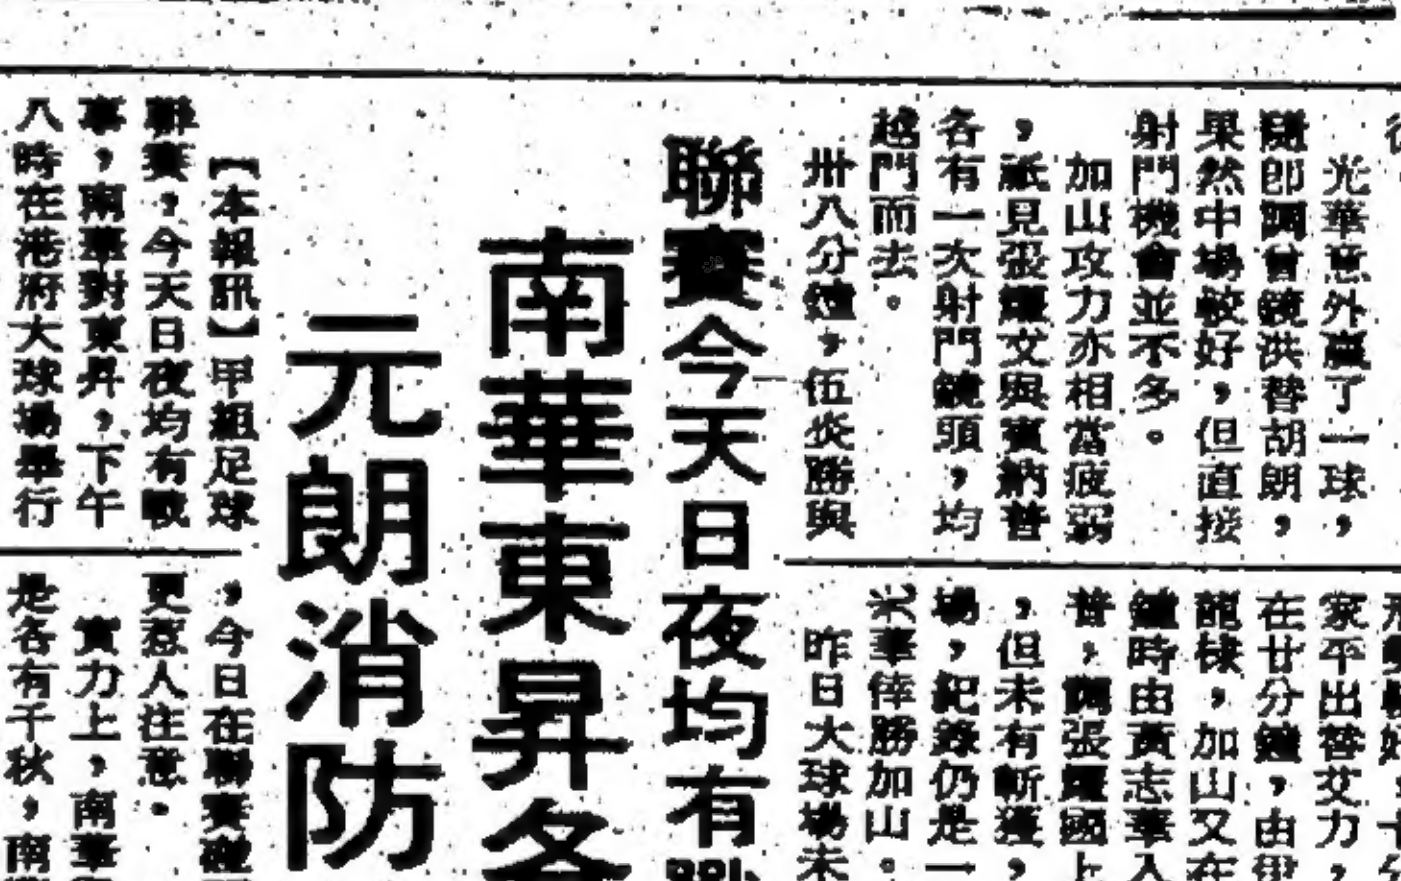 光華意外贏了一球，
隨即調曾鏡洪替胡朗，
果然中場較好，但直接
射門機會並不多。
加山攻力亦相當疲弱
，祇見張耀文與賓納普
各有一次射門鏡頭，均
越門而去。
卅八分鐘，伍炎勝與
家平出替艾力，
在廿分鐘，由
龍棣，加山又在
鐘時由黃志華入
普，調張耀國上
，但未有斬獲，
場，紀錄仍是一
光華倖勝加山。
昨日大球場未
聯賽今天日夜均有
南華東昇
元朗消防
【本報訊】甲組足球
聯賽，今天日夜均有戰
事，南華對東昇，下午
八時在港府大球場舉行
，今日在聯賽碰
更惹人注意。
實力上，南華
是各有千秋，南